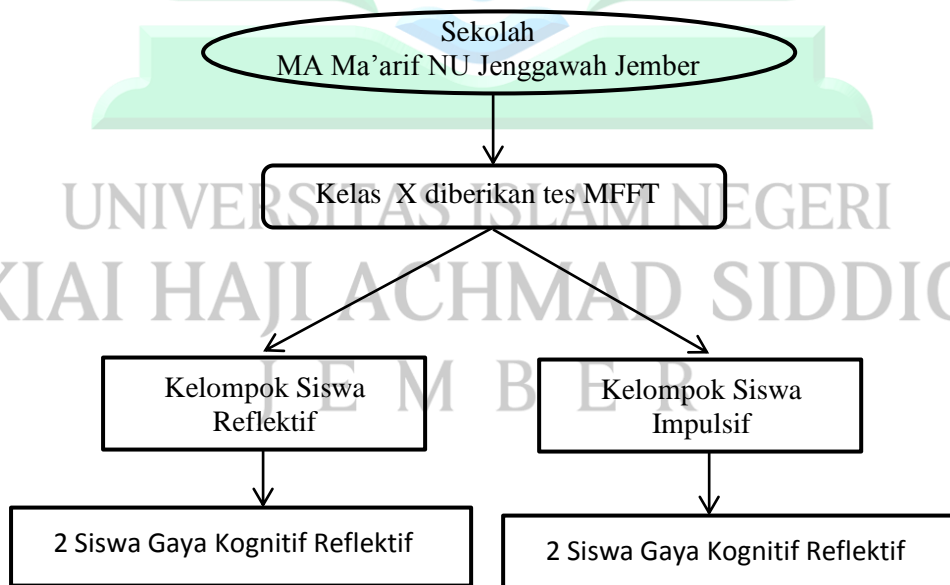 Sekolah
MA Ma’arif NU Jenggawah Jember
Kelas X diberikan tes MFFT
UNIVERSITAS ISLAM NEGERI
KIAI HAJI ACHMAD SIDDIQ
J E M B E R
Kelompok Siswa
Reflektif
Kelompok Siswa
Impulsif
2 Siswa Gaya Kognitif Reflektif
2 Siswa Gaya Kognitif Reflektif